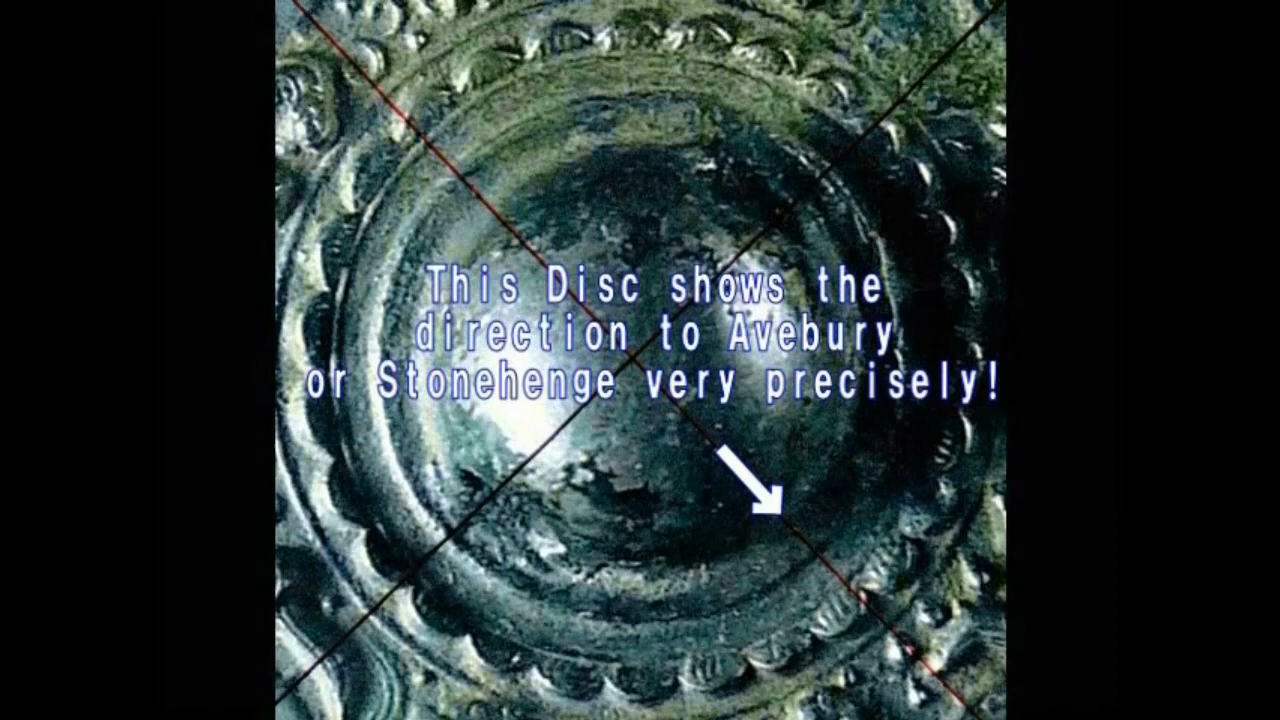 This Disc shows the
direction to Avebury
or Stonehenge very precisely!